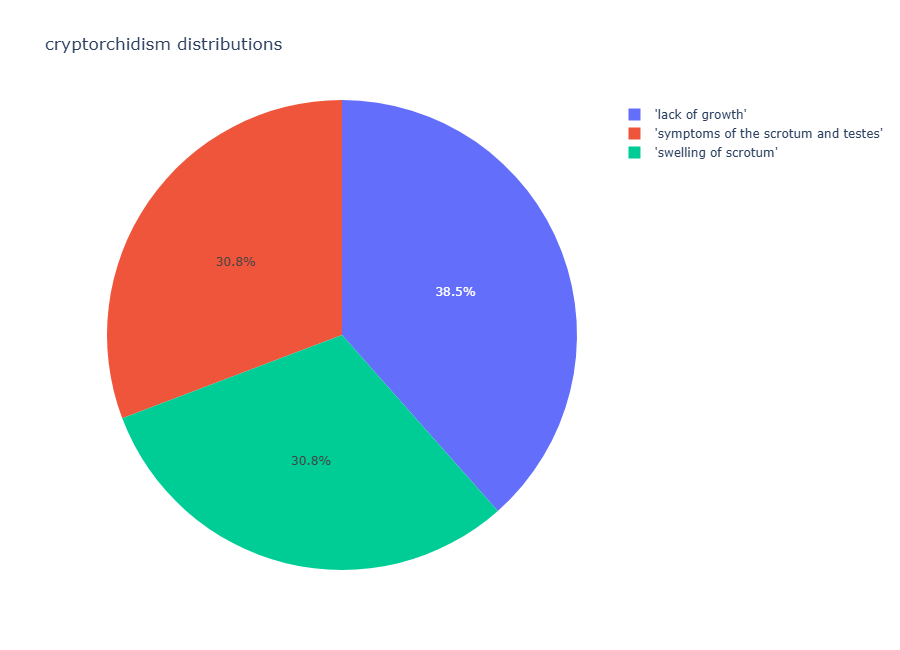 cryptorchidism distributions
'lack of growth'
'symptoms of the scrotum and testes'
'swelling of scrotum'
30.8%
38.5%
30.8%